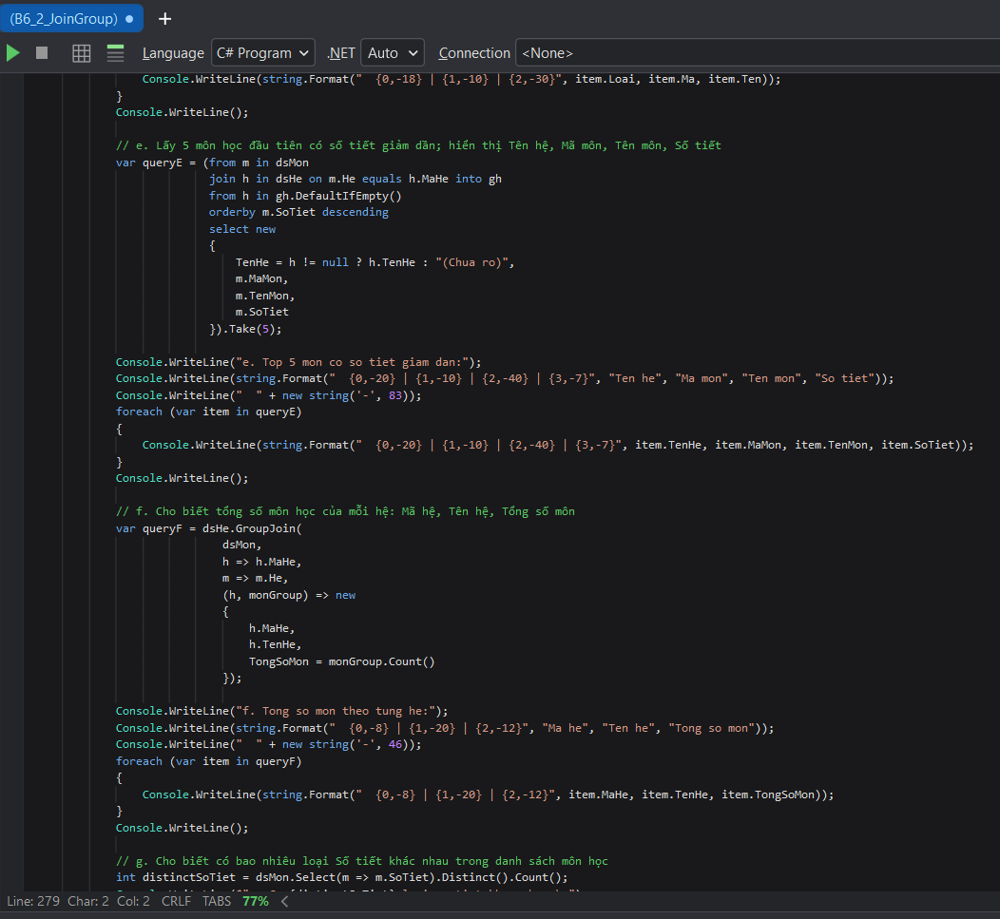 (B6_2_JoinGroup)
Language C# Program .NET Auto Connection <None>
Console.WriteLine(string.Format("  {0,-18} | {1,-10} | {2,-30}", item.Loai, item.Ma, item.Ten));
}
Console.WriteLine();
// e. Lấy 5 môn học đầu tiên có số tiết giảm dần; hiển thị Tên hệ, Mã môn, Tên môn, Số tiết
var queryE = (from m in dsMon
join h in dsHe on m.He equals h.MaHe into gh
from h in gh.DefaultIfEmpty()
orderby m.SoTiet descending
select new
{
TenHe = h != null ? h.TenHe : "(Chua ro)",
m.MaMon,
m.TenMon,
m.SoTiet
}).Take(5);
Console.WriteLine("e. Top 5 mon co so tiet giam dan:");
Console.WriteLine(string.Format("  {0,-20} | {1,-10} | {2,-40} | {3,-7}", "Ten he", "Ma mon", "Ten mon", "So tiet"));
Console.WriteLine("  " + new string('-', 83));
foreach (var item in queryE)
{
Console.WriteLine(string.Format("  {0,-20} | {1,-10} | {2,-40} | {3,-7}", item.TenHe, item.MaMon, item.TenMon, item.SoTiet));
}
Console.WriteLine();
// f. Cho biết tổng số môn học của mỗi hệ: Mã hệ, Tên hệ, Tổng số môn
var queryF = dsHe.GroupJoin(
dsMon,
h => h.MaHe,
m => m.He,
(h, monGroup) => new
{
h.MaHe,
h.TenHe,
TongSoMon = monGroup.Count()
});
Console.WriteLine("f. Tong so mon theo tung he:");
Console.WriteLine(string.Format("  {0,-8} | {1,-20} | {2,-12}", "Ma he", "Ten he", "Tong so mon"));
Console.WriteLine("  " + new string('-', 46));
foreach (var item in queryF)
{
Console.WriteLine(string.Format("  {0,-8} | {1,-20} | {2,-12}", item.MaHe, item.TenHe, item.TongSoMon));
}
Console.WriteLine();
// g. Cho biết có bao nhiêu loại Số tiết khác nhau trong danh sách môn học
int distinctSoTiet = dsMon.Select(m => m.SoTiet).Distinct().Count();
Line: 279 Char: 2 Col: 2 CRLF TABS 77%